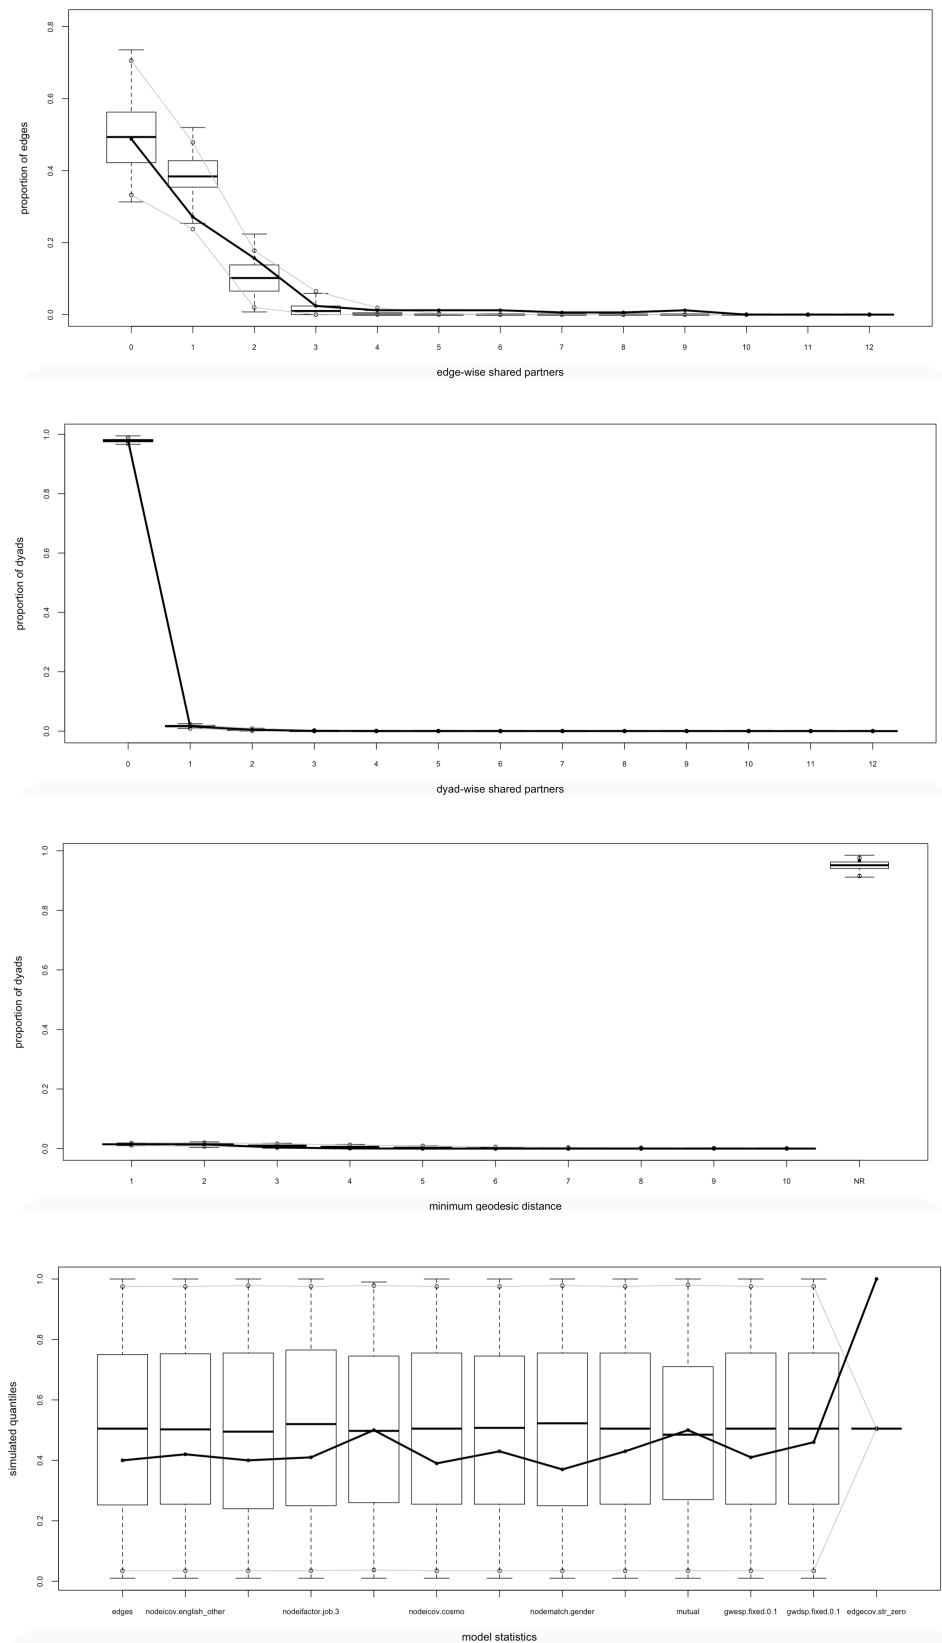 proportion of edges
0.8
0.6
0.4
0.2
0.0
0 1 2 3 4 5 6 7 8 9 10 11 12
edge-wise shared partners
proportion of dyads
1.0
0.8
0.6
0.4
0.2
0.0
0 1 2 3 4 5 6 7 8 9 10 11 12
dyad-wise shared partners
proportion of dyads
1.0
0.8
0.6
0.4
0.2
0.0
1 2 3 4 5 6 7 8 9 10 NR
minimum geodesic distance
simulated quantiles
1.0
0.8
0.6
0.4
0.2
0.0
edges nodeicov.english_other nodeifactor.job.3 nodeicov.cosmo nodematch.gender mutual gwesp.fixed.0.1 gwdsp.fixed.0.1 edgecov.str_zero
model statistics